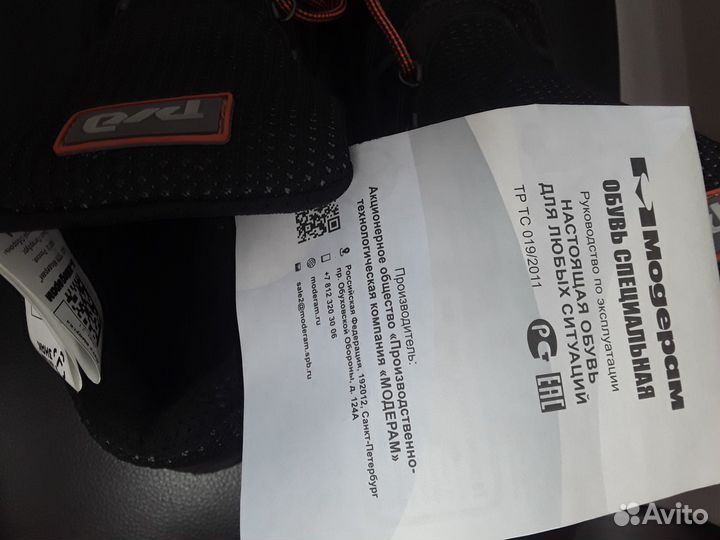 Модерам
ОБУВЬ СПЕЦИАЛЬНАЯ
Руководство по эксплуатации
НАСТОЯЩАЯ ОБУВЬ
ДЛЯ ЛЮБЫХ СИТУАЦИЙ
ТР ТС 019/2011
РСТ EAC
Производитель:
Акционерное общество «Производственно-
технологическая компания «МОДЕРАМ»
Российская Федерация, 192012, Санкт-Петербург
пр. Обуховской Обороны, д. 124А
+7 812 320 30 06
moderam.ru
sale2@moderam.spb.ru
РЖД
Avito